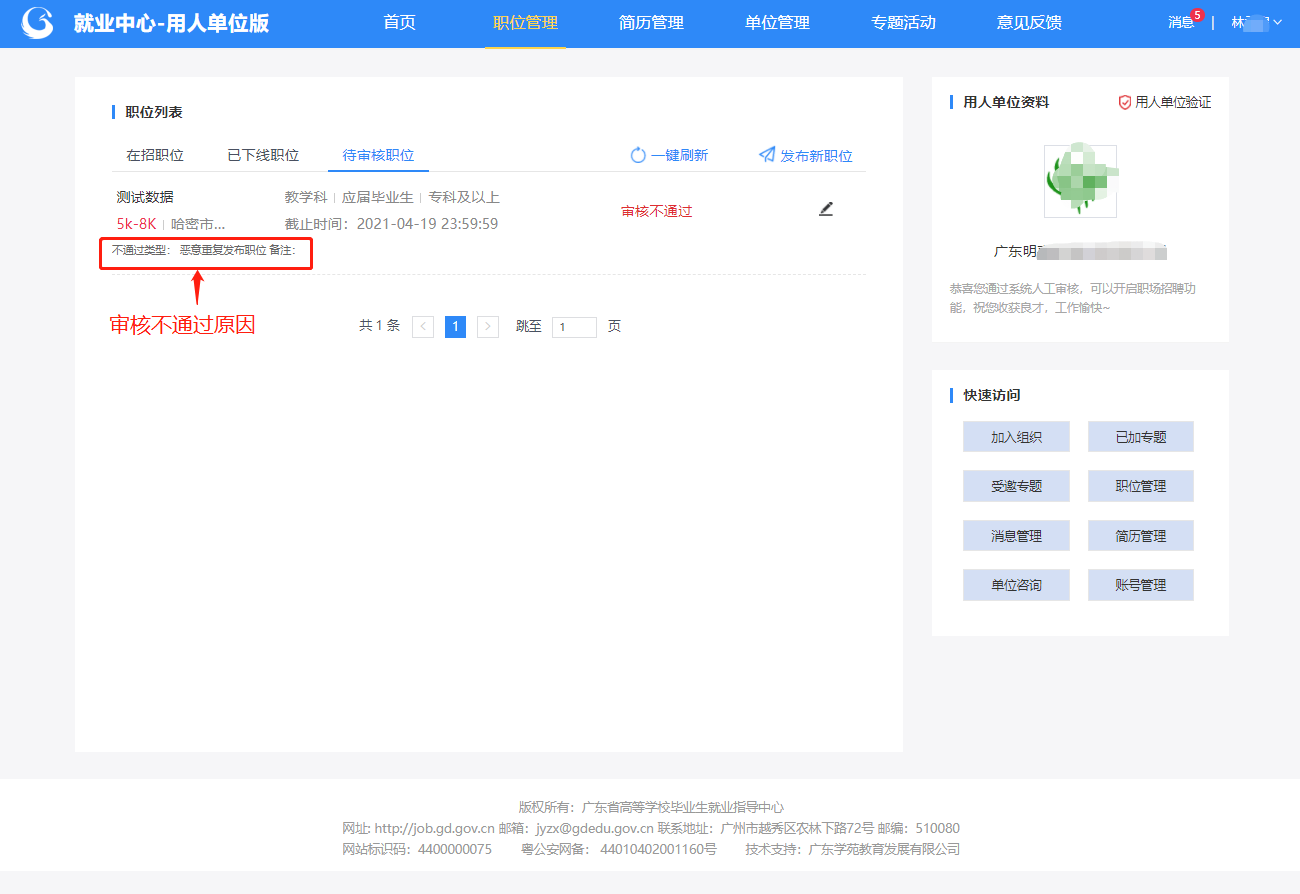 就业中心-用人单位版 首页 职位管理 简历管理 单位管理 专题活动 意见反馈 消息 5 | 林
职位列表
在招职位 已下线职位 待审核职位 一键刷新 发布新职位
测试数据 教学科 | 应届毕业生 | 专科及以上
5k-8K | 哈密市... 截止时间：2021-04-19 23:59:59
审核不通过
不通过类型： 恶意重复发布职位 备注：
审核不通过原因
共 1 条 < 1 > 跳至 1 页
用人单位资料 用人单位验证
广东明
恭喜您通过系统人工审核，可以开启职场招聘功
能，祝您收获良才，工作愉快~
快速访问
加入组织 已加专题
受邀专题 职位管理
消息管理 简历管理
单位咨询 账号管理
版权所有：广东省高等学校毕业生就业指导中心
网址: http://job.gd.gov.cn 邮箱：jyzx@gdedu.gov.cn 联系地址：广州市越秀区农林下路72号 邮编：510080
网站标识码：4400000075 粤公安网备： 44010402001160号 技术支持：广东学苑教育发展有限公司